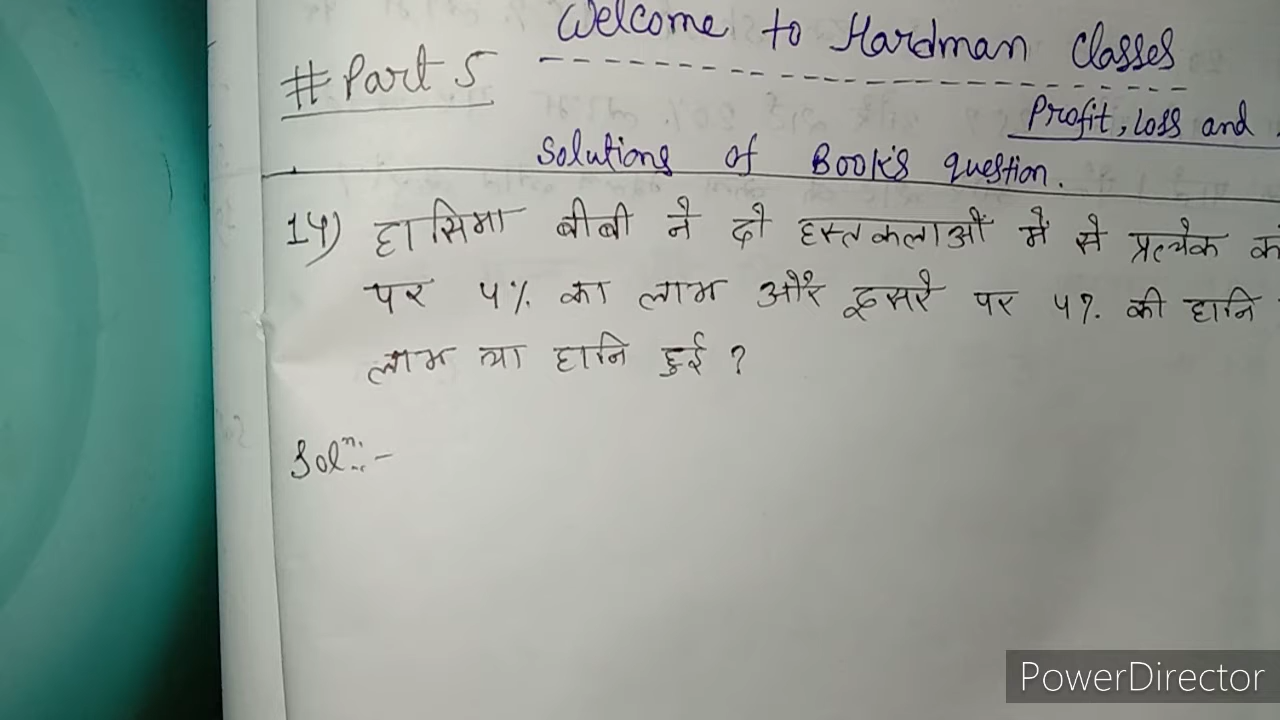 Welcome to Hardman Classes
# Part 5
Profit, Loss and
Solutions of Book's question.
14) हासिमा बीबी ने दो हस्तकलाओं में से प्रत्येक
पर 4% का लाभ और दूसरे पर 4% की हानि
लाभ या हानि हुई ?
Solⁿ:-
PowerDirector